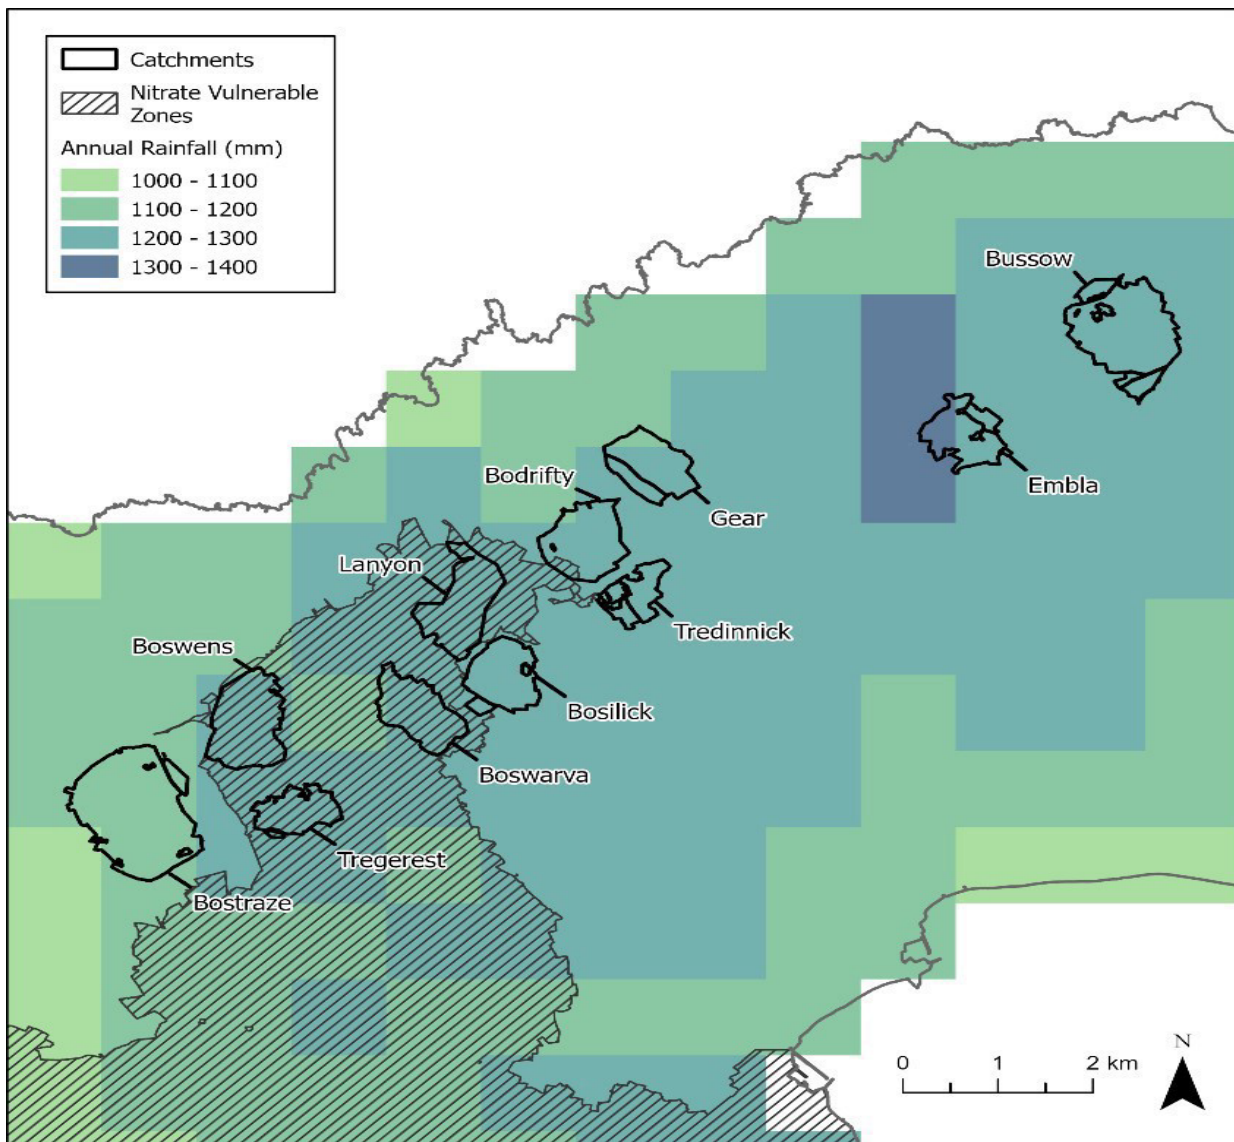 Catchments
Nitrate Vulnerable
Zones
Annual Rainfall (mm)
1000 - 1100
1100 - 1200
1200 - 1300
1300 - 1400
Bussow
Embla
Bodrifty
Gear
Lanyon
Tredinnick
Boswens
Bosilick
Boswarva
Tregerest
Bostraze
N
0 1 2 km